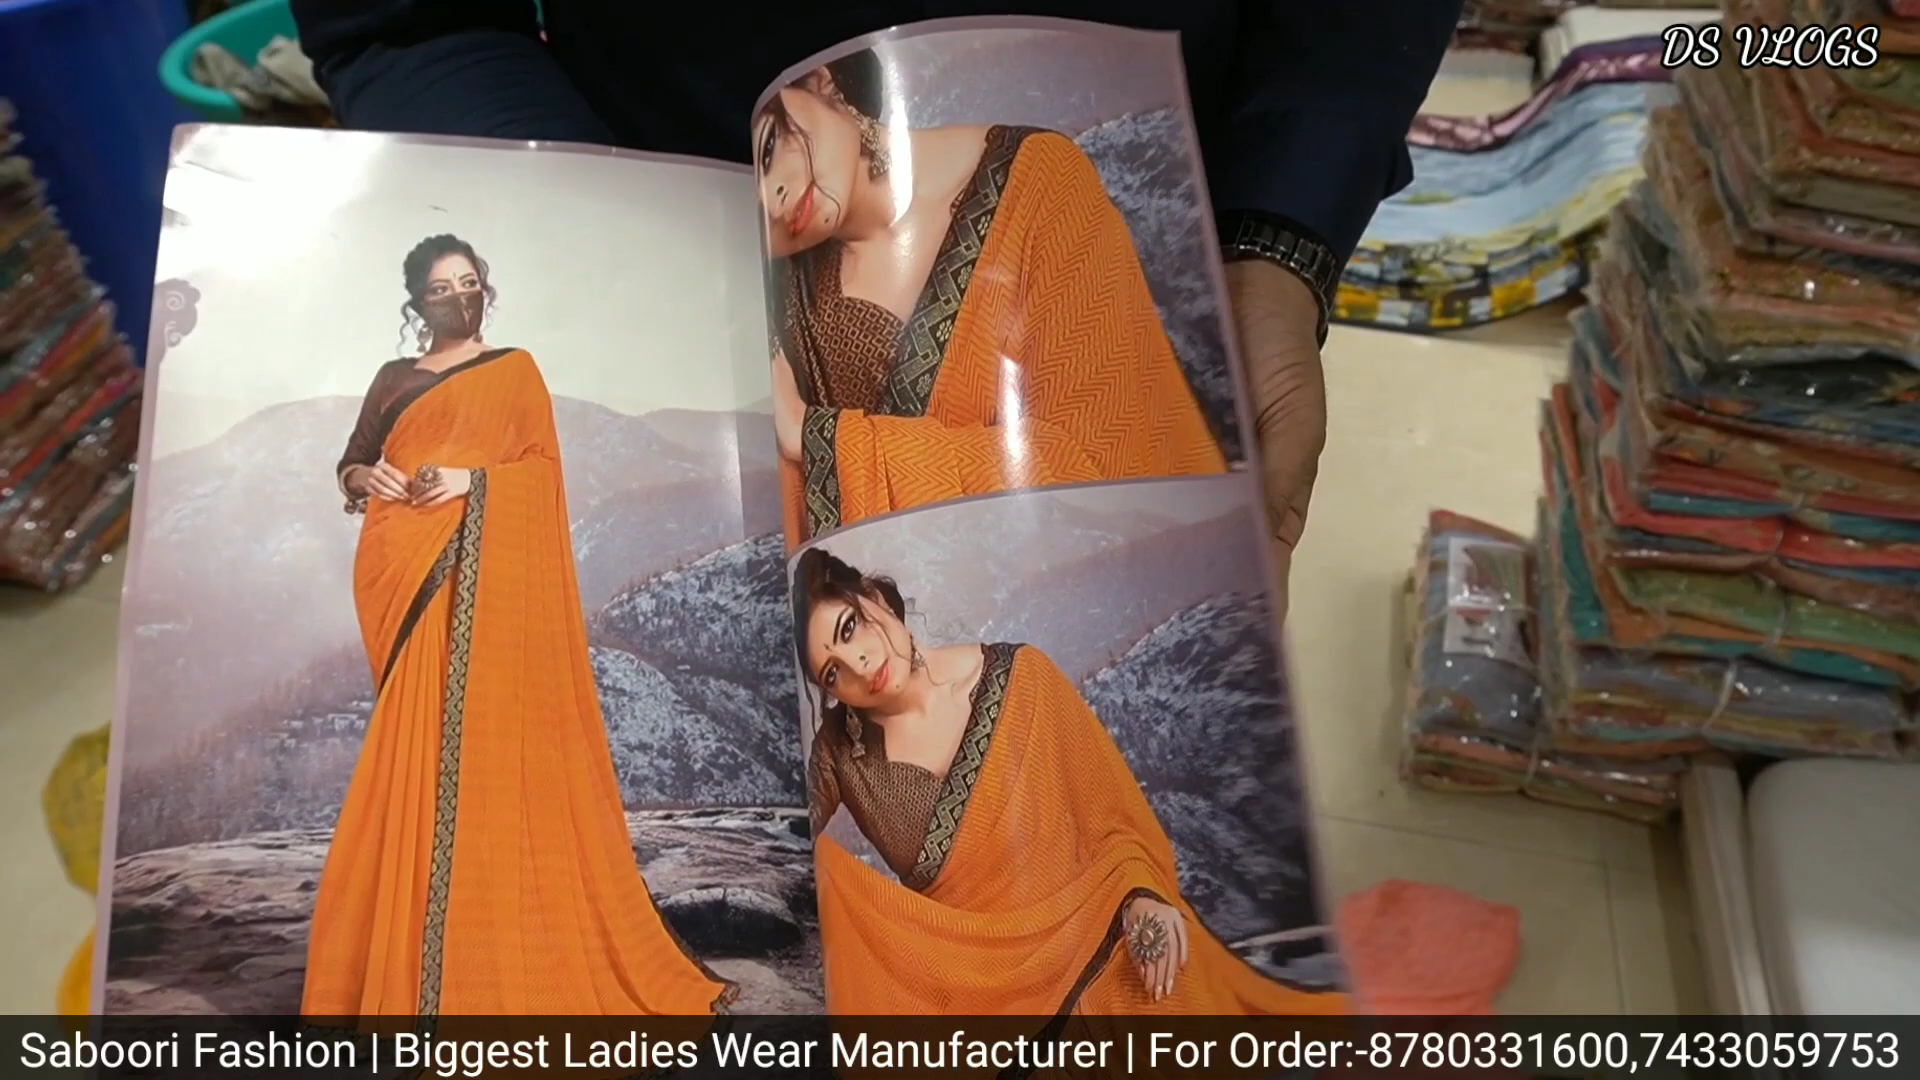 DS VLOGS
Saboori Fashion | Biggest Ladies Wear Manufacturer | For Order:-8780331600,7433059753